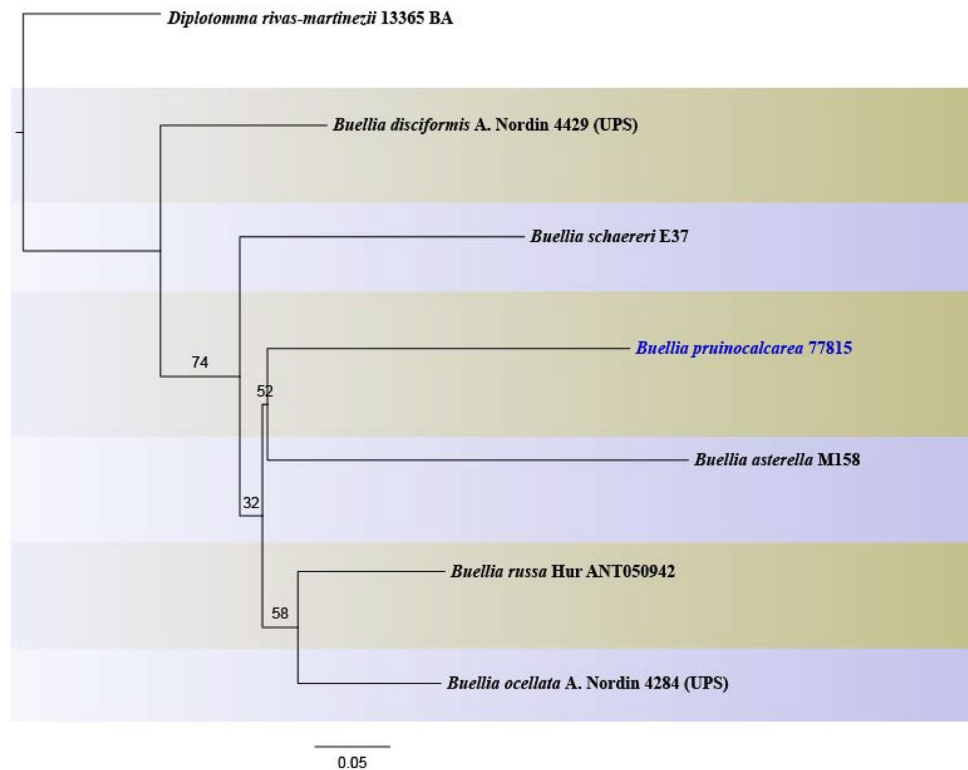 Diplotomma rivas-martinezii 13365 BA
Buellia disciformis A. Nordin 4429 (UPS)
Buellia schaereri E37
Buellia pruinocalcarea 77815
74
52
Buellia asterella M158
32
Buellia russa Hur ANT050942
58
Buellia ocellata A. Nordin 4284 (UPS)
0.05